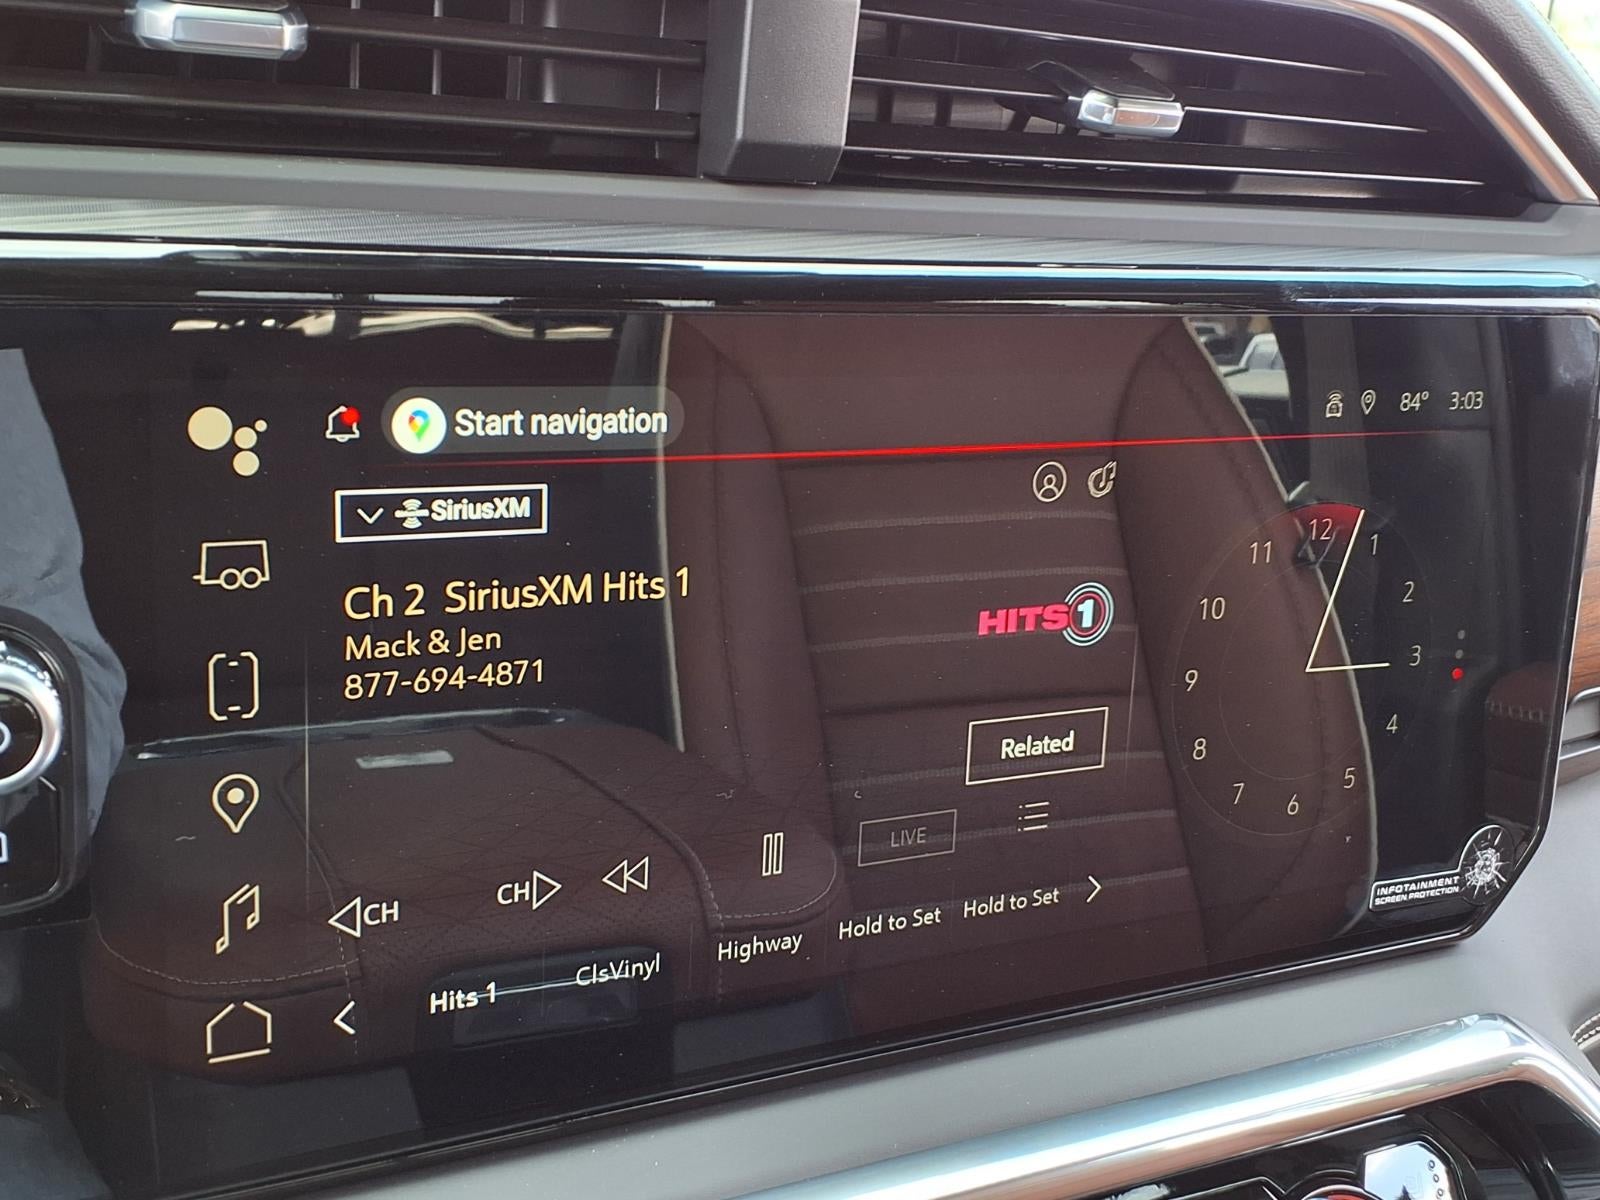 Start navigation
84° 3:03
SiriusXM
Ch 2 SiriusXM Hits 1
Mack & Jen
877-694-4871
HITS 1
Related
LIVE
CH
CH
Hits 1
ClsVinyl
Highway
Hold to Set
Hold to Set
12
1
2
3
4
5
6
7
8
9
10
11
INFOTAINMENT
SCREEN PROTECTION